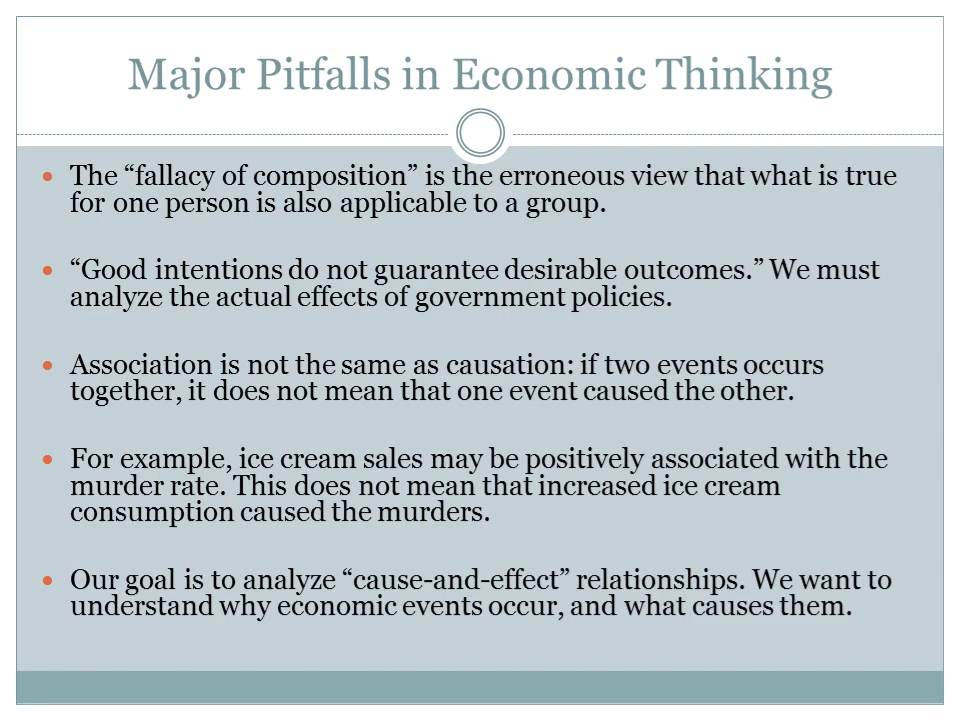 Major Pitfalls in Economic Thinking
• The “fallacy of composition” is the erroneous view that what is true
for one person is also applicable to a group.
• “Good intentions do not guarantee desirable outcomes.” We must
analyze the actual effects of government policies.
• Association is not the same as causation: if two events occurs
together, it does not mean that one event caused the other.
• For example, ice cream sales may be positively associated with the
murder rate. This does not mean that increased ice cream
consumption caused the murders.
• Our goal is to analyze “cause-and-effect” relationships. We want to
understand why economic events occur, and what causes them.